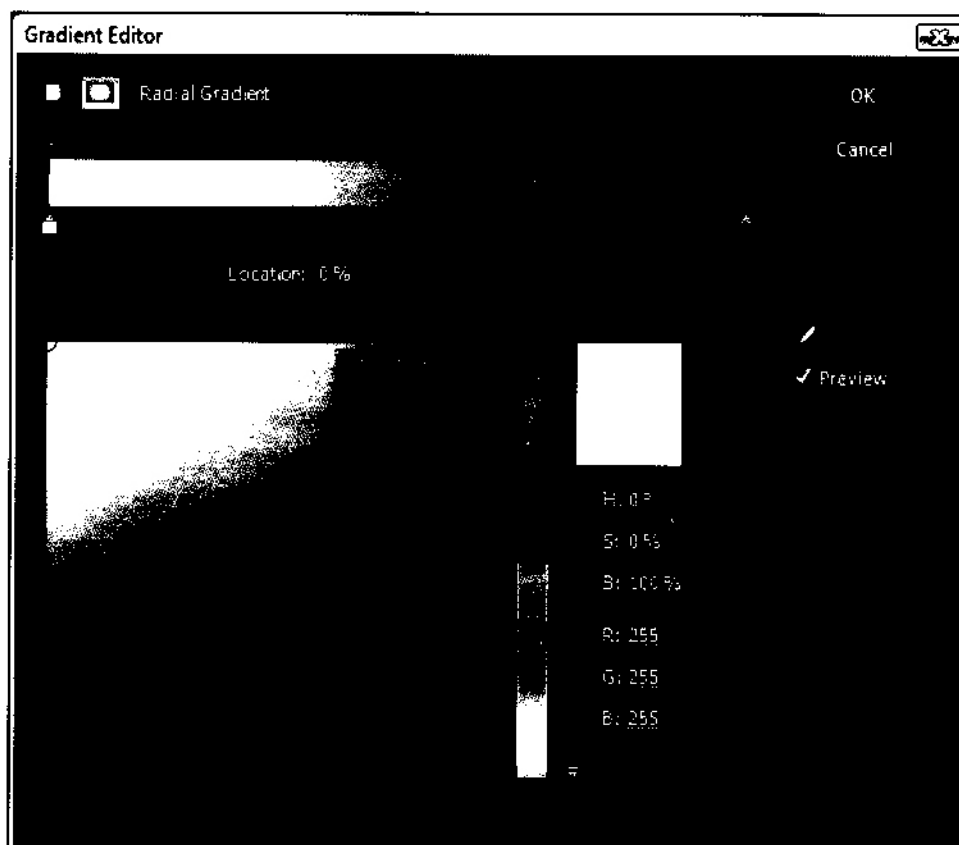 Gradient Editor
Radial Gradient
OK
Cancel
Location: 0 %
Preview
H: 0 °
S: 0 %
B: 100 %
R: 255
G: 255
B: 255